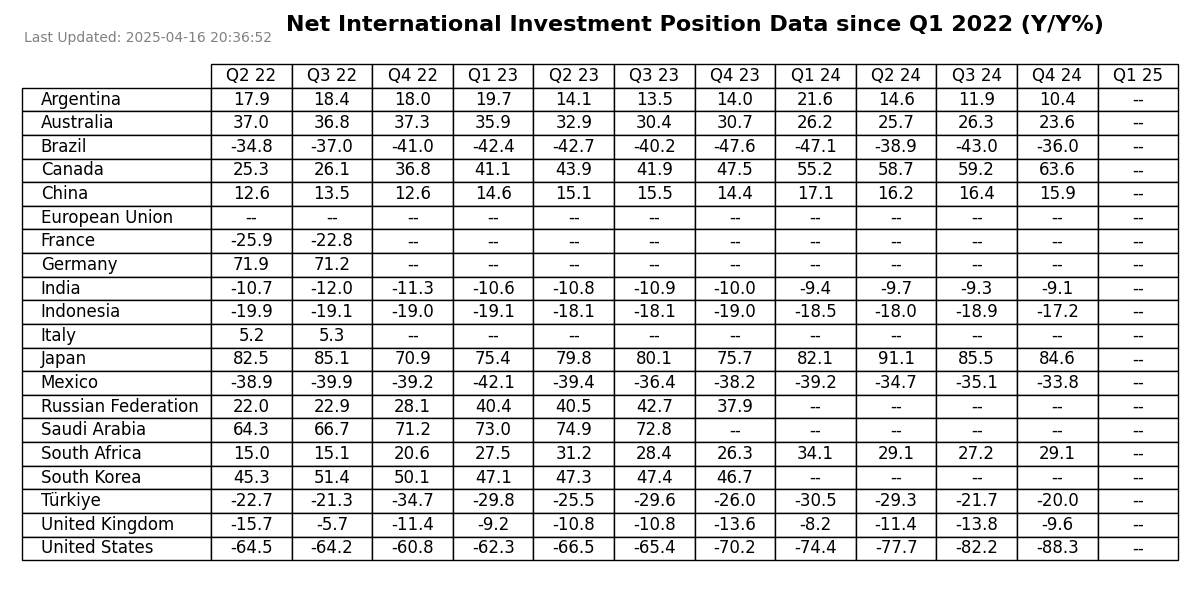 Net International Investment Position Data since Q1 2022 (Y/Y%)
Last Updated: 2025-04-16 20:36:52
Q2 22 Q3 22 Q4 22 Q1 23 Q2 23 Q3 23 Q4 23 Q1 24 Q2 24 Q3 24 Q4 24 Q1 25
Argentina 17.9 18.4 18.0 19.7 14.1 13.5 14.0 21.6 14.6 11.9 10.4 --
Australia 37.0 36.8 37.3 35.9 32.9 30.4 30.7 26.2 25.7 26.3 23.6 --
Brazil -34.8 -37.0 -41.0 -42.4 -42.7 -40.2 -47.6 -47.1 -38.9 -43.0 -36.0 --
Canada 25.3 26.1 36.8 41.1 43.9 41.9 47.5 55.2 58.7 59.2 63.6 --
China 12.6 13.5 12.6 14.6 15.1 15.5 14.4 17.1 16.2 16.4 15.9 --
European Union -- -- -- -- -- -- -- -- -- -- -- --
France -25.9 -22.8 -- -- -- -- -- -- -- -- -- --
Germany 71.9 71.2 -- -- -- -- -- -- -- -- -- --
India -10.7 -12.0 -11.3 -10.6 -10.8 -10.9 -10.0 -9.4 -9.7 -9.3 -9.1 --
Indonesia -19.9 -19.1 -19.0 -19.1 -18.1 -18.1 -19.0 -18.5 -18.0 -18.9 -17.2 --
Italy 5.2 5.3 -- -- -- -- -- -- -- -- -- --
Japan 82.5 85.1 70.9 75.4 79.8 80.1 75.7 82.1 91.1 85.5 84.6 --
Mexico -38.9 -39.9 -39.2 -42.1 -39.4 -36.4 -38.2 -39.2 -34.7 -35.1 -33.8 --
Russian Federation 22.0 22.9 28.1 40.4 40.5 42.7 37.9 -- -- -- -- --
Saudi Arabia 64.3 66.7 71.2 73.0 74.9 72.8 -- -- -- -- -- --
South Africa 15.0 15.1 20.6 27.5 31.2 28.4 26.3 34.1 29.1 27.2 29.1 --
South Korea 45.3 51.4 50.1 47.1 47.3 47.4 46.7 -- -- -- -- --
Türkiye -22.7 -21.3 -34.7 -29.8 -25.5 -29.6 -26.0 -30.5 -29.3 -21.7 -20.0 --
United Kingdom -15.7 -5.7 -11.4 -9.2 -10.8 -10.8 -13.6 -8.2 -11.4 -13.8 -9.6 --
United States -64.5 -64.2 -60.8 -62.3 -66.5 -65.4 -70.2 -74.4 -77.7 -82.2 -88.3 --